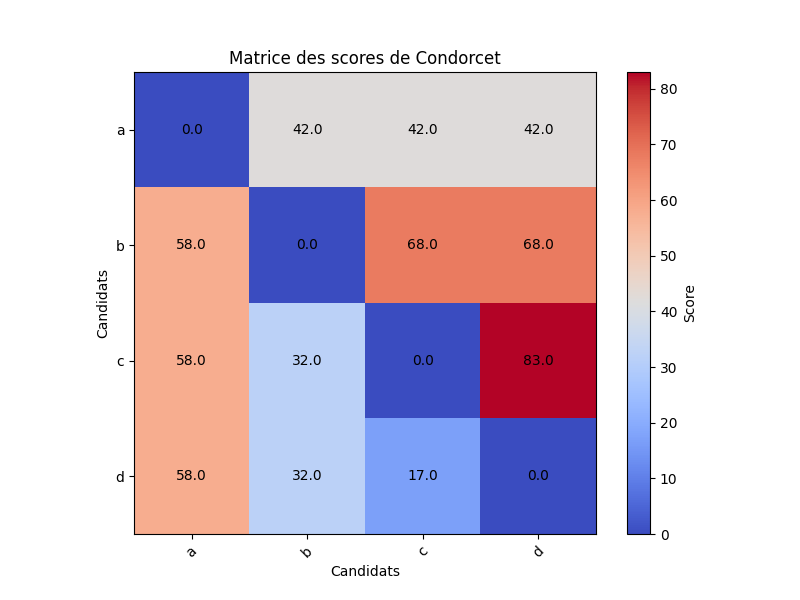 Matrice des scores de Condorcet
a 0.0 42.0 42.0 42.0
b 58.0 0.0 68.0 68.0
c 58.0 32.0 0.0 83.0
d 58.0 32.0 17.0 0.0
a b c d
Candidats
Candidats
80
70
60
50
40
30
20
10
0
Score